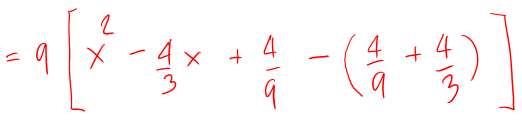 = 9 [ x² - 4/3 x + 4/9 - ( 4/9 + 4/3 ) ]